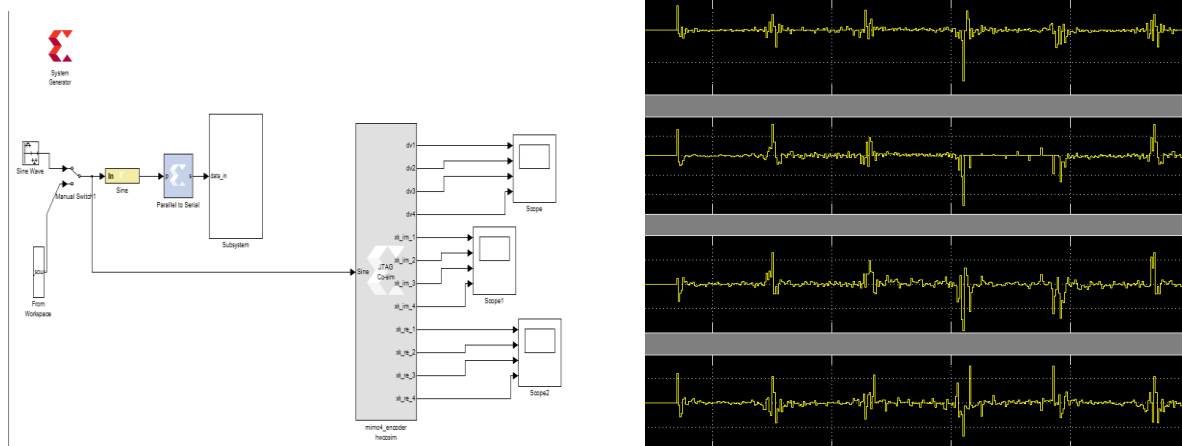 System
Generator
Sine Wave
Manual Switch1
In
Sine
p
s
Parallel to Serial
data_in
Subsystem
sou
From
Workspace
Sine
JTAG
Co-sim
dv1
dv2
dv3
dv4
xk_im_1
xk_im_2
xk_im_3
xk_im_4
xk_re_1
xk_re_2
xk_re_3
xk_re_4
mimo4_encoder
hwcosim
Scope
Scope1
Scope2